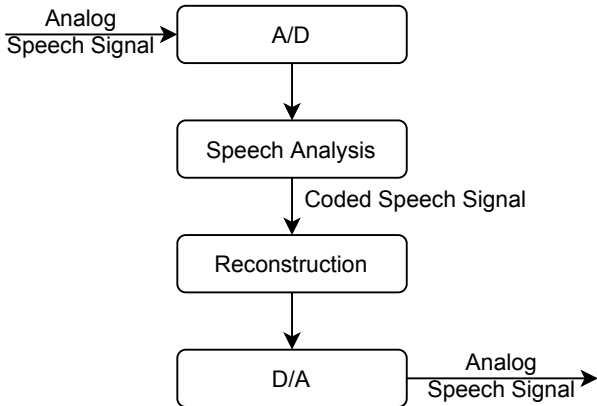 Analog
Speech Signal
A/D
Speech Analysis
Coded Speech Signal
Reconstruction
D/A
Analog
Speech Signal